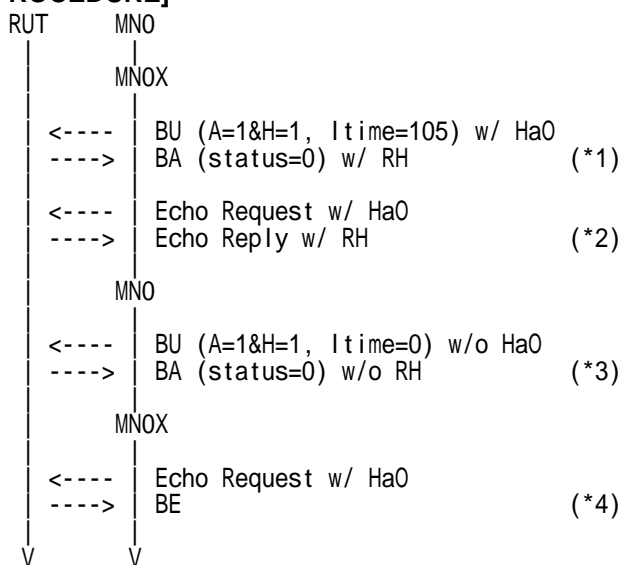 RUT MN0
MN0X
<---- BU (A=1&H=1, ltime=105) w/ HaO
----> BA (status=0) w/ RH (*1)
<---- Echo Request w/ HaO
----> Echo Reply w/ RH (*2)
MN0
<---- BU (A=1&H=1, ltime=0) w/o HaO
----> BA (status=0) w/o RH (*3)
MN0X
<---- Echo Request w/ HaO
----> BE (*4)
V V